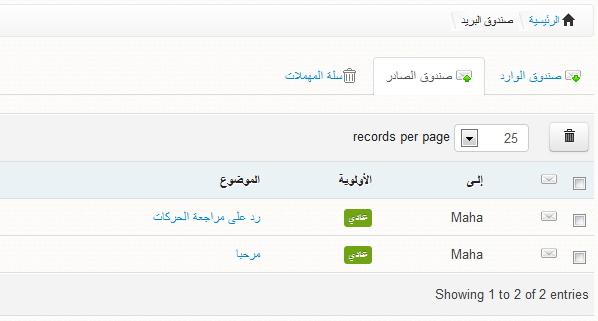 الرئيسية صندوق البريد
صندوق الوارد صندوق الصادر سلة المهملات
25 records per page
إلى الأولوية الموضوع
Maha عادي رد على مراجعة الحركات
Maha عادي مرحبا
Showing 1 to 2 of 2 entries